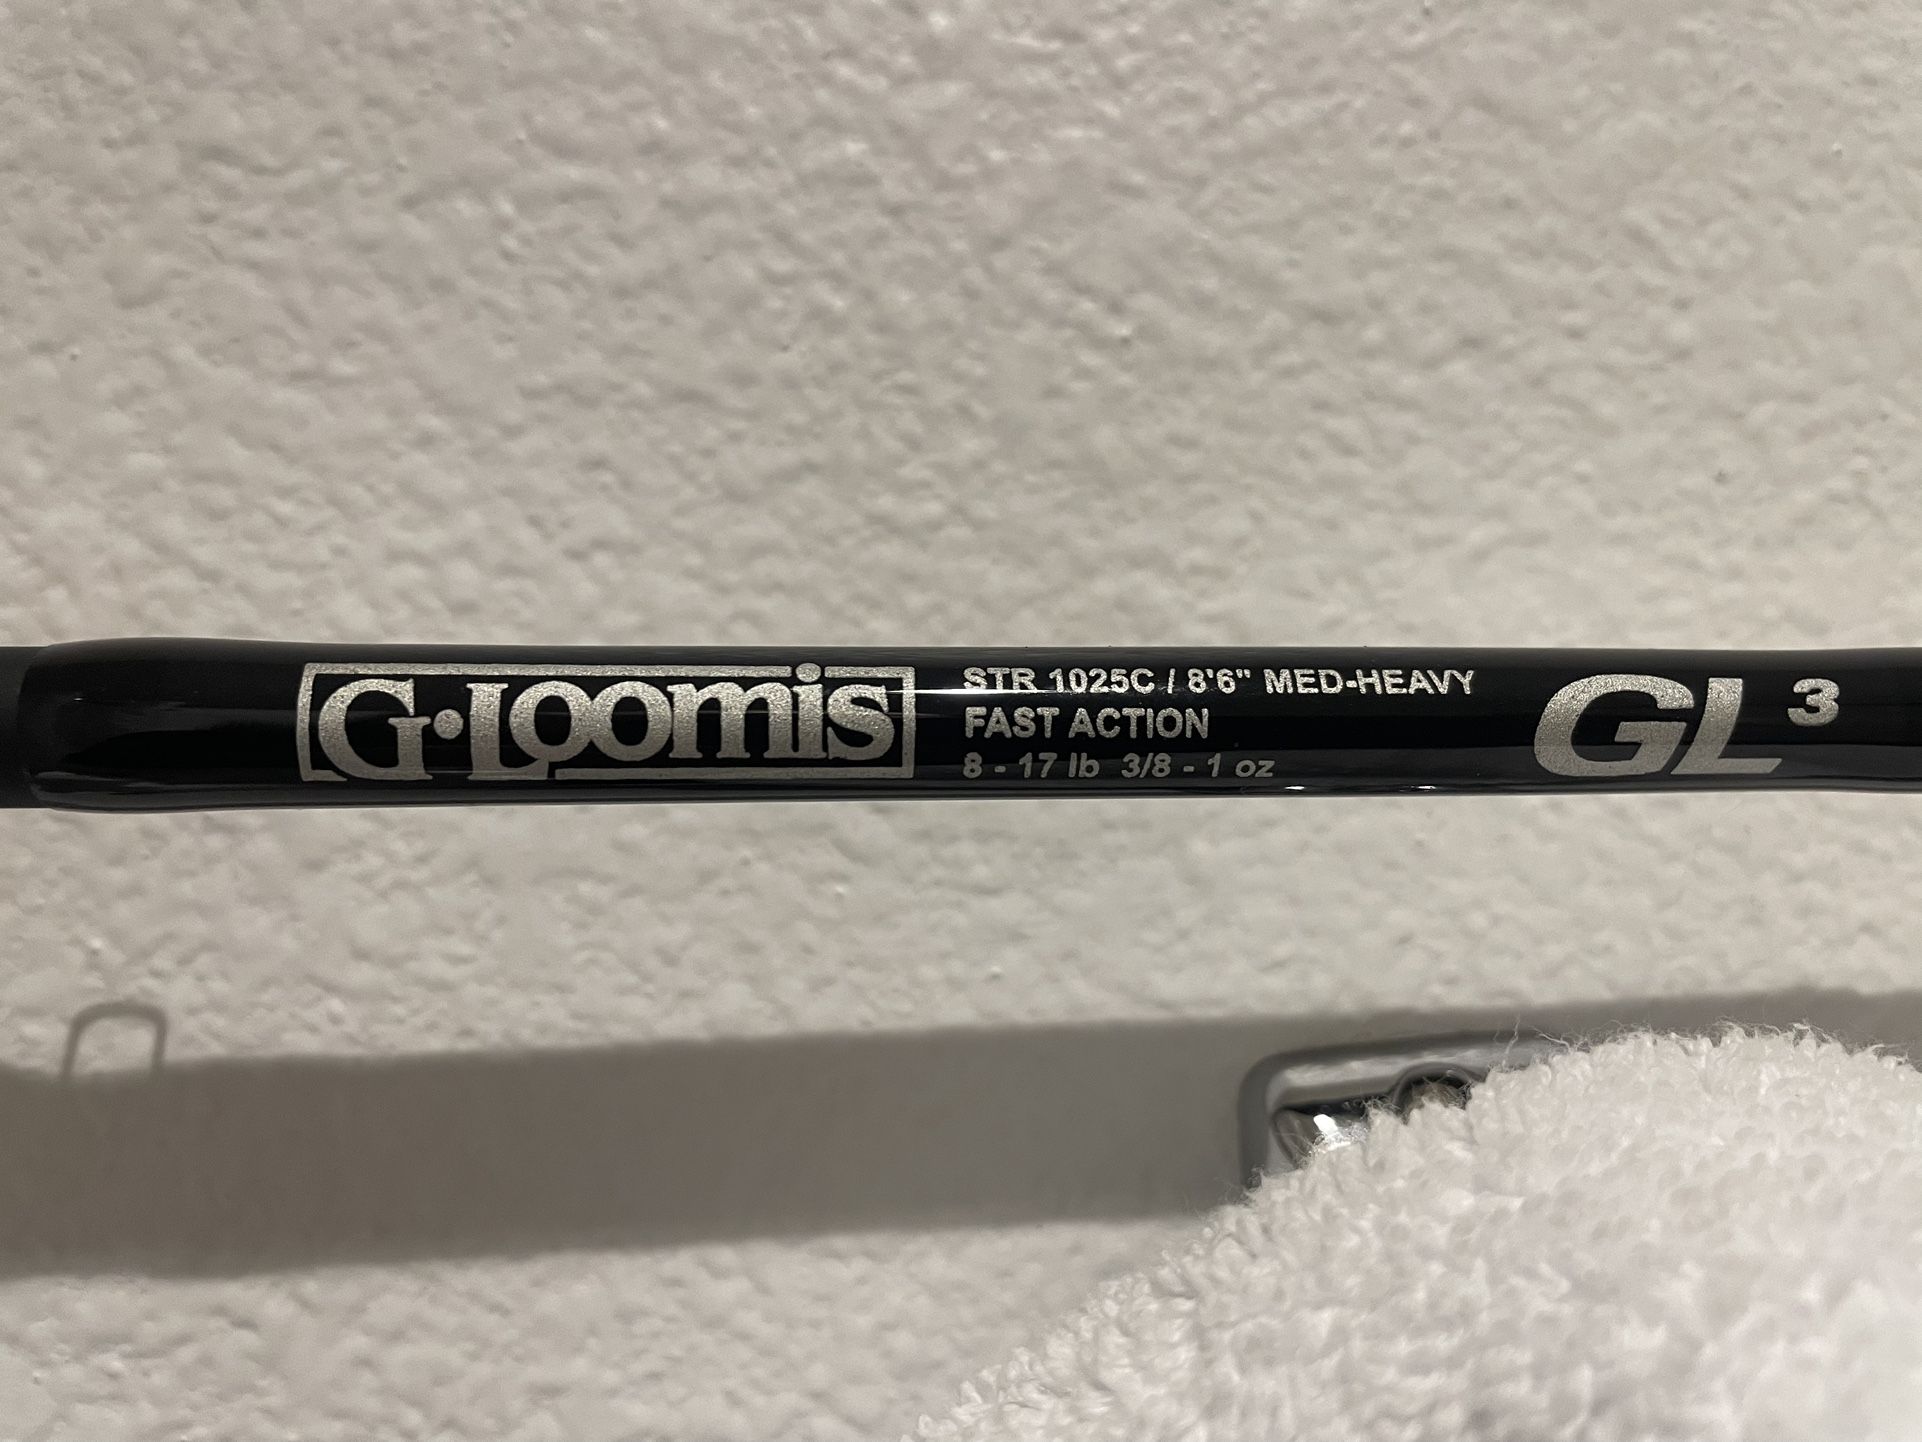 G·Loomis
STR 1025C / 8'6" MED-HEAVY
FAST ACTION
8 - 17 lb 3/8 - 1 oz
GL3